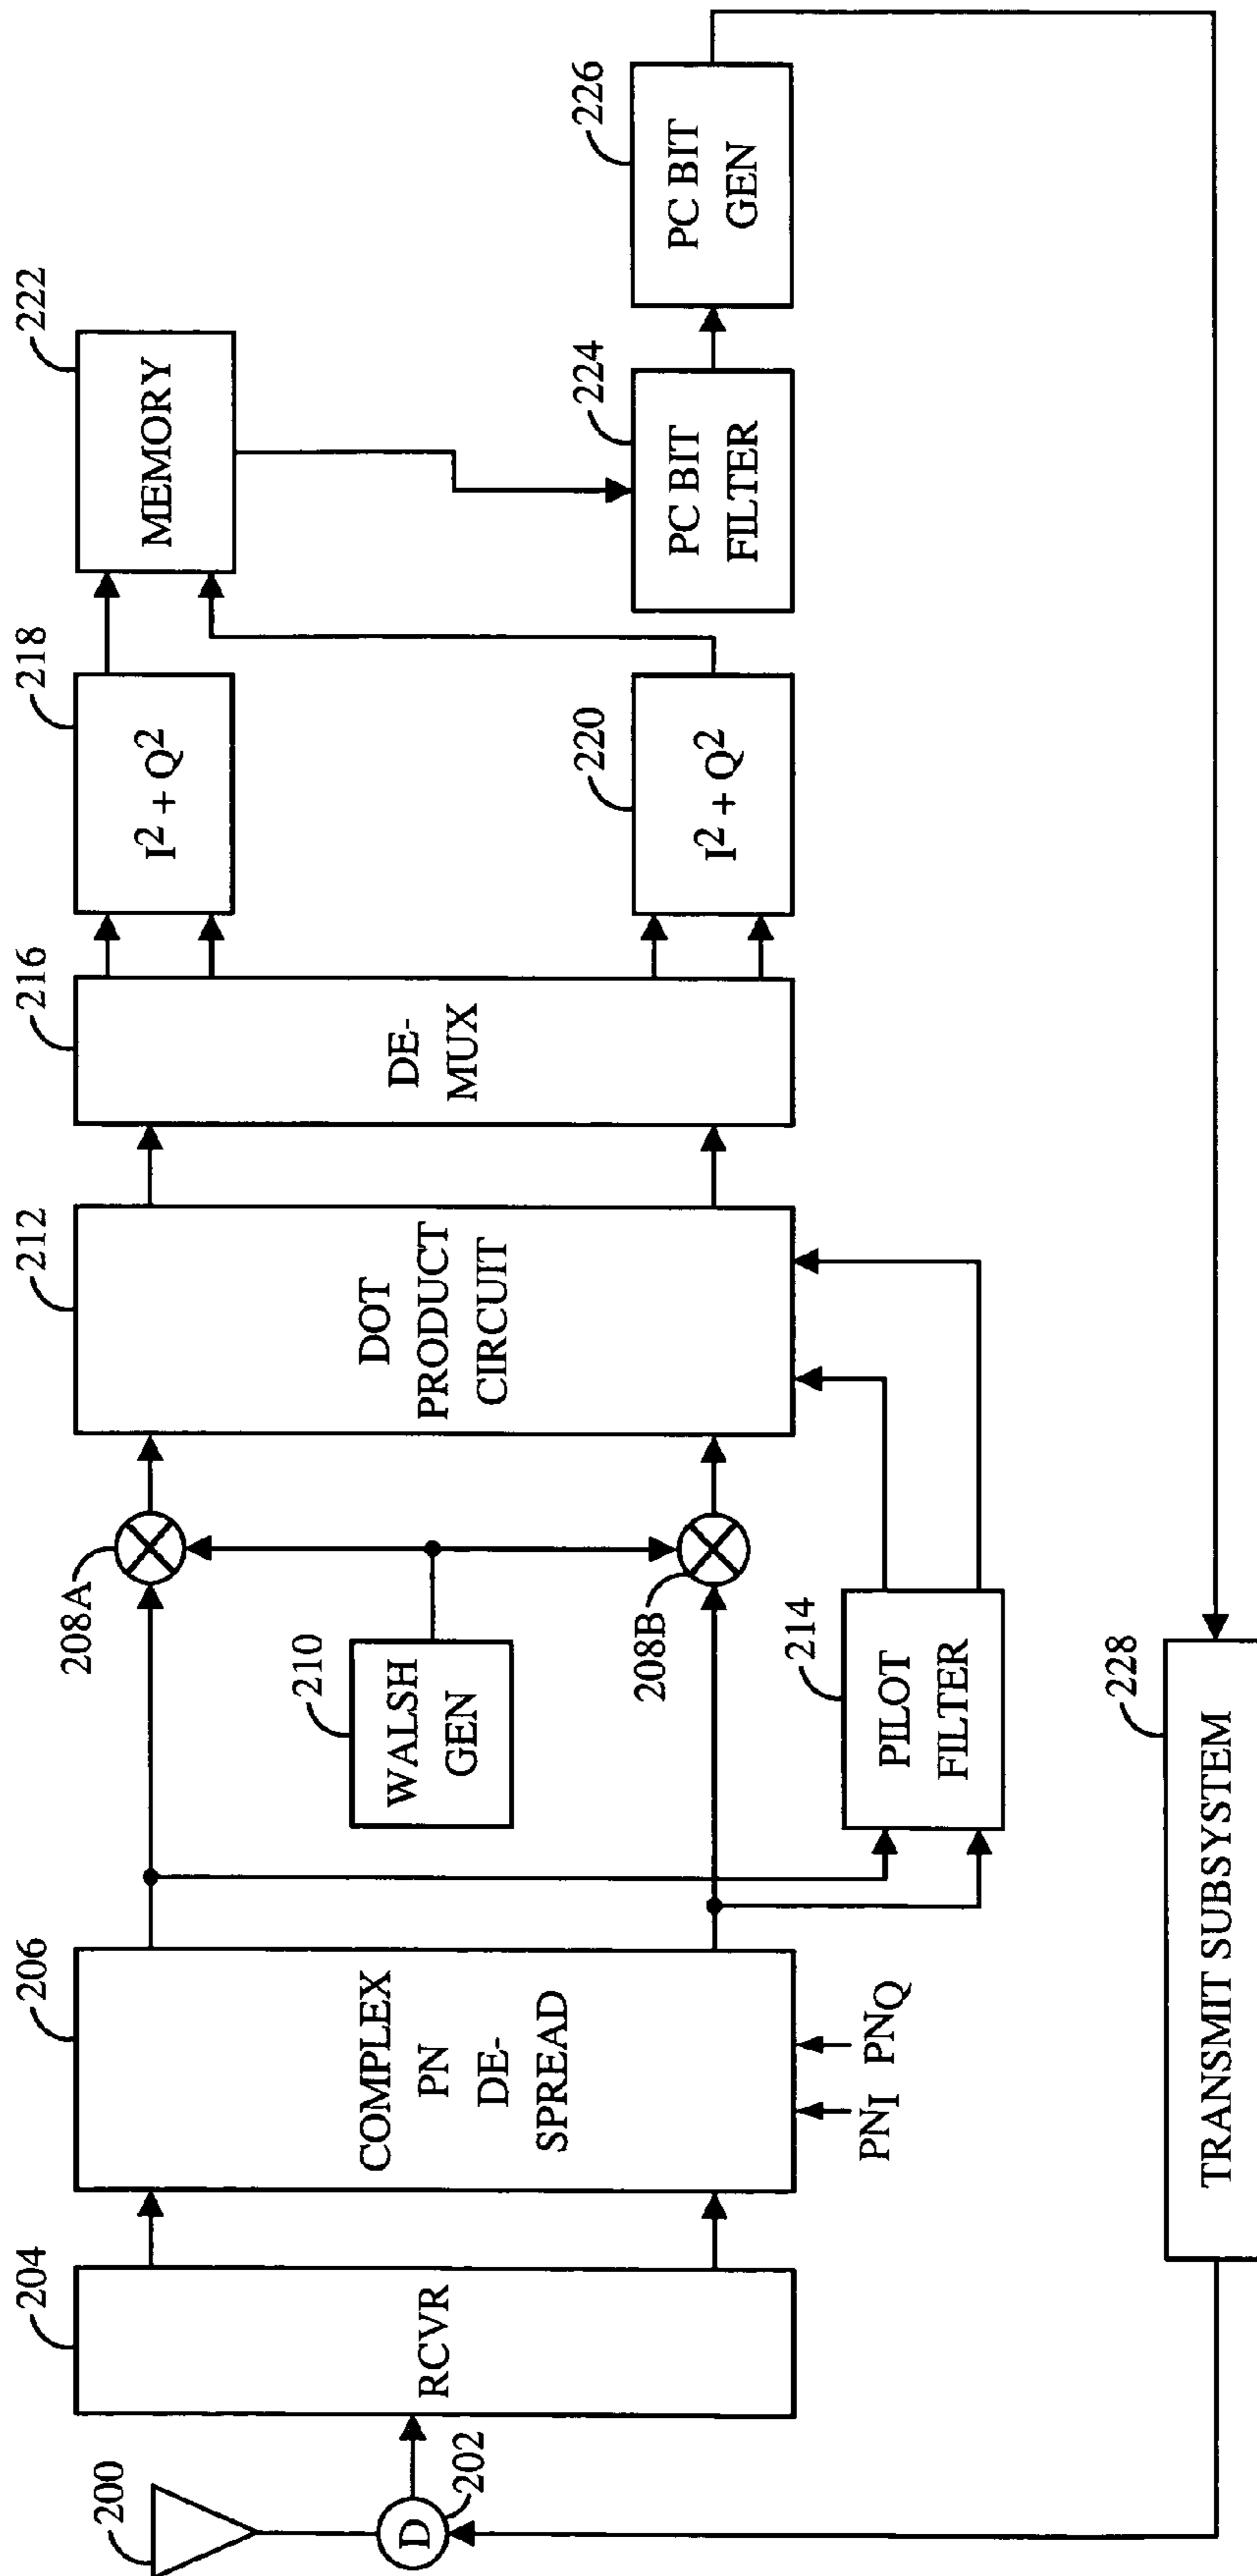 200
D
202
204
RCVR
206
COMPLEX
PN
DE-
SPREAD
PN_I
PN_Q
208A
208B
210
WALSH
GEN
212
DOT
PRODUCT
CIRCUIT
214
PILOT
FILTER
216
DE-
MUX
218
I² + Q²
220
I² + Q²
222
MEMORY
224
PC BIT
FILTER
226
PC BIT
GEN
228
TRANSMIT SUBSYSTEM